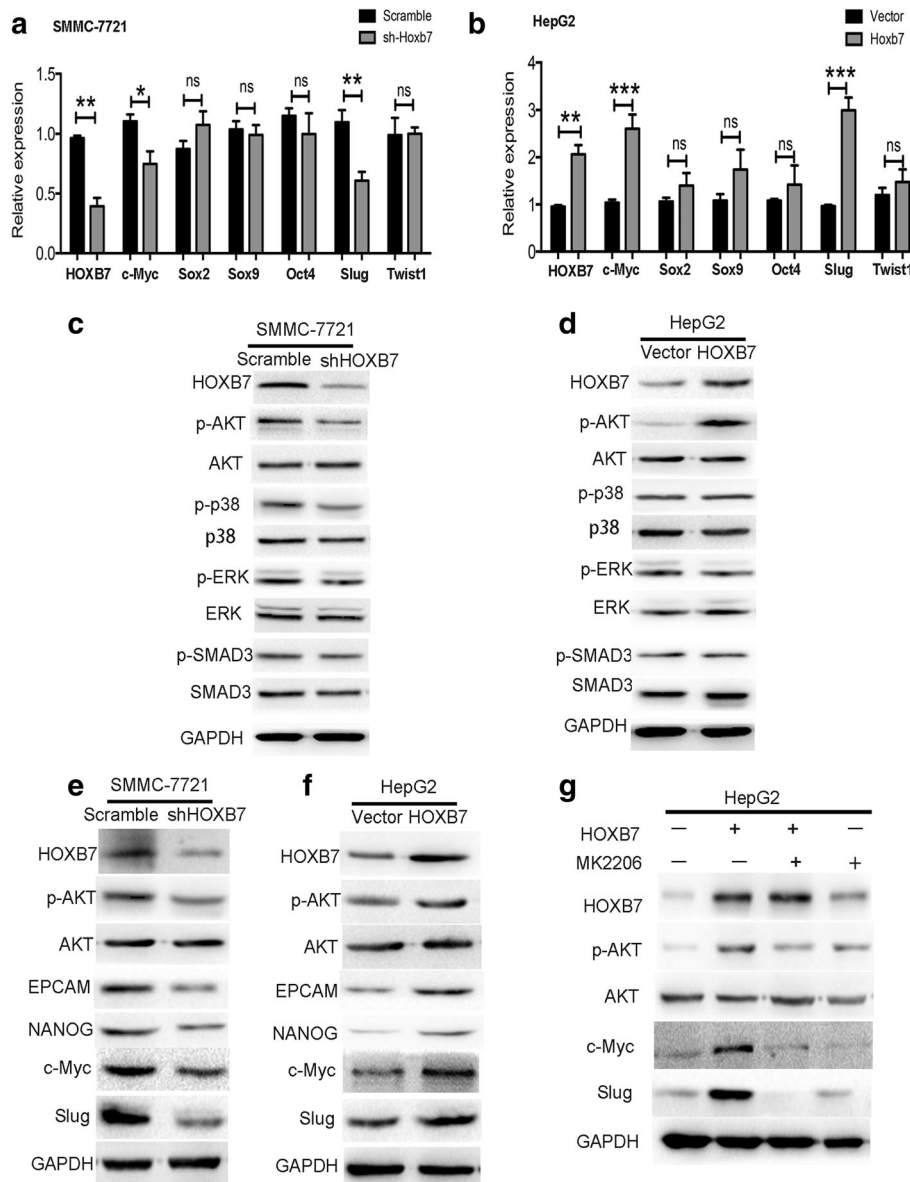 a
SMMC-7721
Scramble
sh-Hoxb7
Relative expression
1.5
1.0
0.5
0.0
** * ns ns ns ** ns
HOXB7 c-Myc Sox2 Sox9 Oct4 Slug Twist1
b
HepG2
Vector
Hoxb7
Relative expression
4
3
2
1
0
** *** ns ns ns *** ns
HOXB7 c-Myc Sox2 Sox9 Oct4 Slug Twist1
c
SMMC-7721
Scramble shHOXB7
HOXB7
p-AKT
AKT
p-p38
p38
p-ERK
ERK
p-SMAD3
SMAD3
GAPDH
d
HepG2
Vector HOXB7
HOXB7
p-AKT
AKT
p-p38
p38
p-ERK
ERK
p-SMAD3
SMAD3
GAPDH
e
SMMC-7721
Scramble shHOXB7
HOXB7
p-AKT
AKT
EPCAM
NANOG
c-Myc
Slug
GAPDH
f
HepG2
Vector HOXB7
HOXB7
p-AKT
AKT
EPCAM
NANOG
c-Myc
Slug
GAPDH
g
HepG2
HOXB7 — + + —
MK2206 — — + +
HOXB7
p-AKT
AKT
c-Myc
Slug
GAPDH